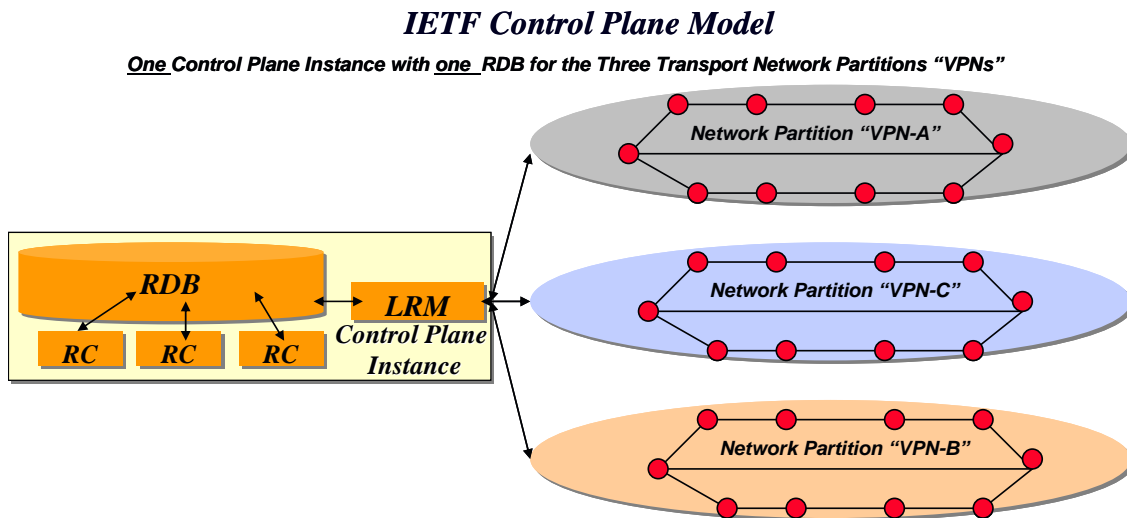 IETF Control Plane Model
One Control Plane Instance with one RDB for the Three Transport Network Partitions “VPNs”
Network Partition “VPN-A”
RDB
LRM
Control Plane
Instance
RC
RC
RC
Network Partition “VPN-C”
Network Partition “VPN-B”